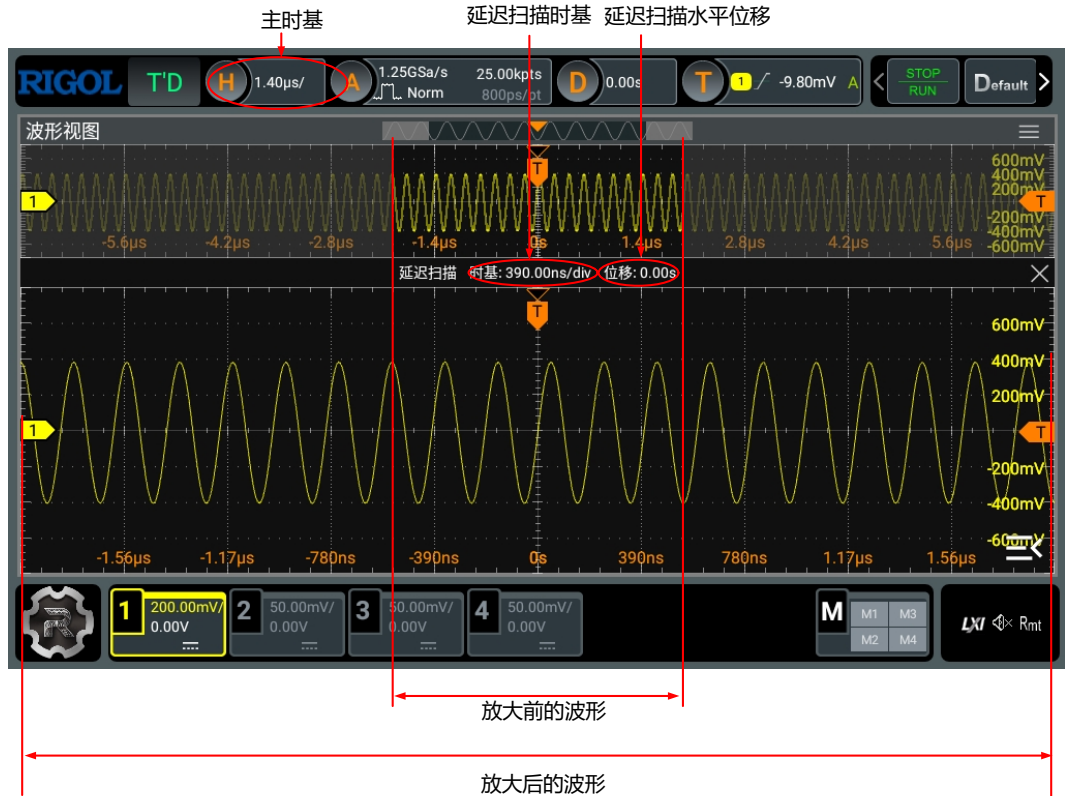 主时基
延迟扫描时基 延迟扫描水平位移
RIGOL T'D H 1.40μs/ A 1.25GSa/s 25.00kpts D 0.00s T 1 -9.80mV A < STOP Default >
Norm 800ps/pt RUN
波形视图
T
600mV
400mV
200mV
1 T
-200mV
-400mV
-5.6μs -4.2μs -2.8μs -1.4μs 0s 1.4μs 2.8μs 4.2μs 5.6μs -600mV
延迟扫描 时基: 390.00ns/div 位移: 0.00s
T
600mV
400mV
200mV
1 T
-200mV
-400mV
-600mV
-1.56μs -1.17μs -780ns -390ns 0s 390ns 780ns 1.17μs 1.56μs
R 1 200.00mV/ 2 50.00mV/ 3 50.00mV/ 4 50.00mV/ M M1 M3 LXI Rmt
0.00V 0.00V 0.00V 0.00V M2 M4
放大前的波形
放大后的波形